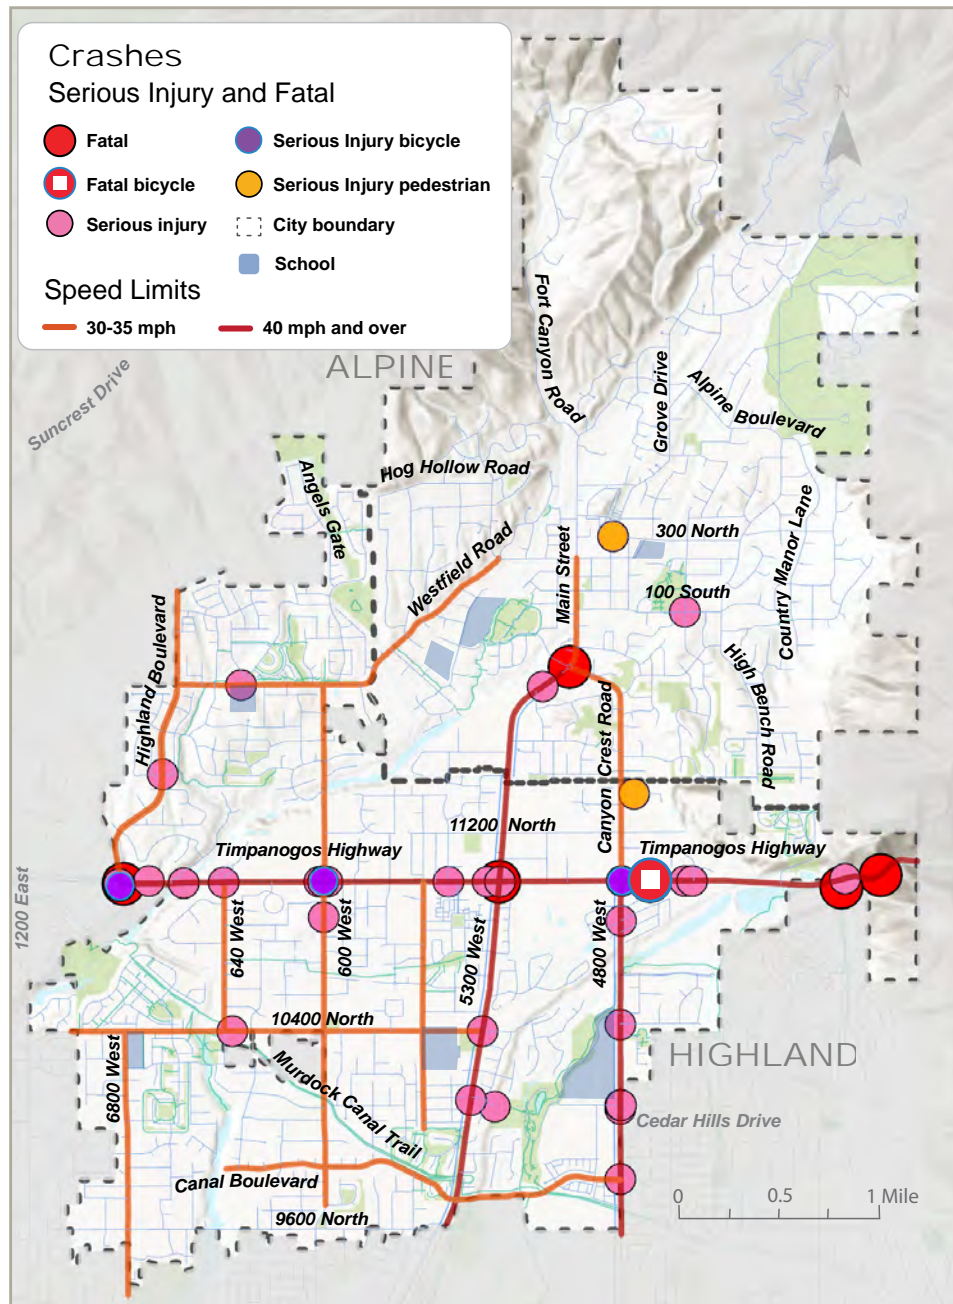 Crashes
Serious Injury and Fatal
Fatal
Serious Injury bicycle
Fatal bicycle
Serious Injury pedestrian
Serious injury
City boundary
School
Speed Limits
30-35 mph
40 mph and over
N
ALPINE
Suncrest Drive
Fort Canyon Road
Grove Drive
Alpine Boulevard
Hog Hollow Road
Angels Gate
Westfield Road
Main Street
300 North
100 South
Country Manor Lane
High Bench Road
Highland Boulevard
Canyon Crest Road
11200 North
Timpanogos Highway
Timpanogos Highway
1200 East
640 West
600 West
5300 West
4800 West
10400 North
6800 West
Murdock Canal Trail
HIGHLAND
Cedar Hills Drive
Canal Boulevard
9600 North
0
0.5
1 Mile